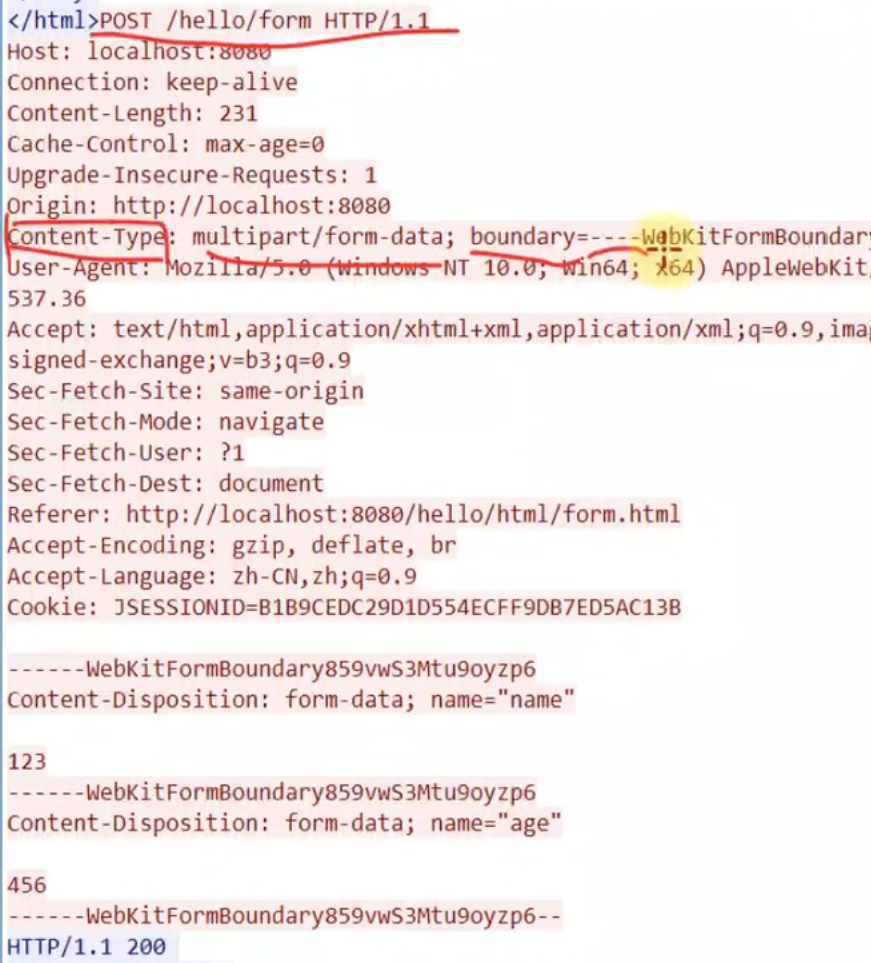 </html>POST /hello/form HTTP/1.1
Host: localhost:8080
Connection: keep-alive
Content-Length: 231
Cache-Control: max-age=0
Upgrade-Insecure-Requests: 1
Origin: http://localhost:8080
Content-Type: multipart/form-data; boundary=----WebKitFormBoundary
User-Agent: Mozilla/5.0 (Windows NT 10.0; Win64; x64) AppleWebKit/
537.36
Accept: text/html,application/xhtml+xml,application/xml;q=0.9,imag
signed-exchange;v=b3;q=0.9
Sec-Fetch-Site: same-origin
Sec-Fetch-Mode: navigate
Sec-Fetch-User: ?1
Sec-Fetch-Dest: document
Referer: http://localhost:8080/hello/html/form.html
Accept-Encoding: gzip, deflate, br
Accept-Language: zh-CN,zh;q=0.9
Cookie: JSESSIONID=B1B9CEDC29D1D554ECFF9DB7ED5AC13B
------WebKitFormBoundary859vwS3Mtu9oyzp6
Content-Disposition: form-data; name="name"
123
------WebKitFormBoundary859vwS3Mtu9oyzp6
Content-Disposition: form-data; name="age"
456
------WebKitFormBoundary859vwS3Mtu9oyzp6--
HTTP/1.1 200